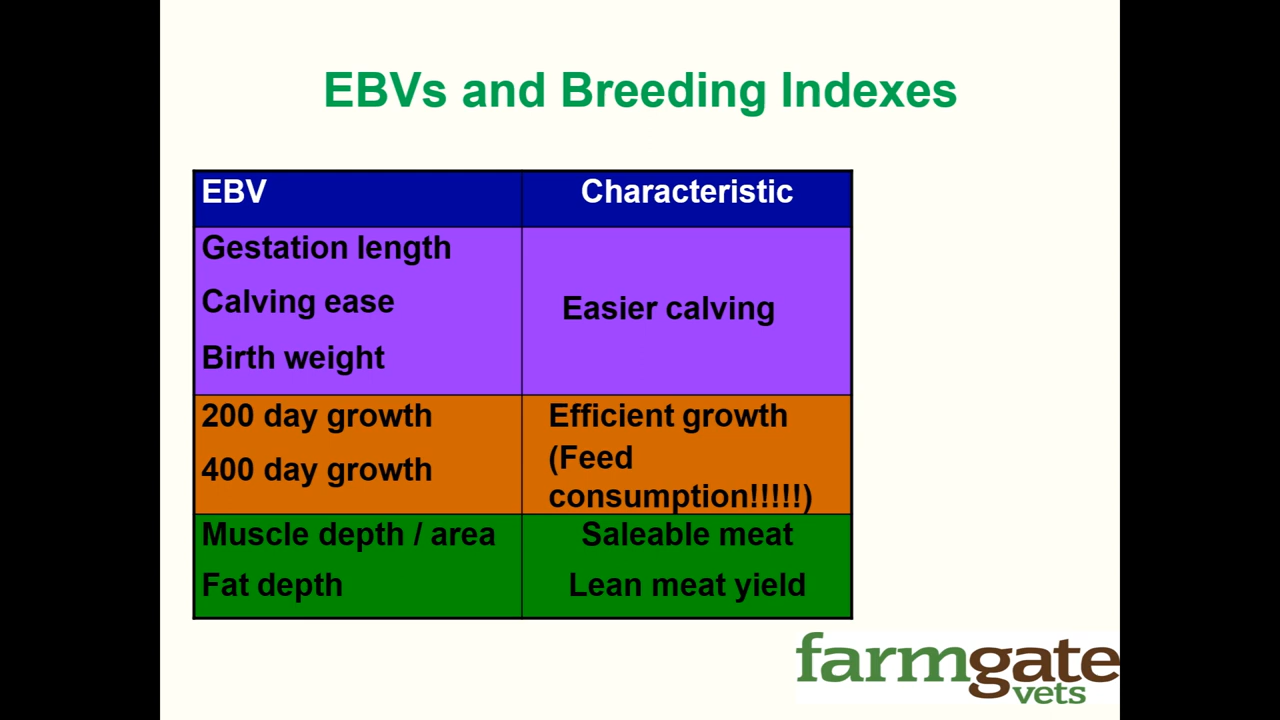 EBVs and Breeding Indexes
EBV
Characteristic
Gestation length
Calving ease
Birth weight
Easier calving
200 day growth
400 day growth
Efficient growth
(Feed
consumption!!!!!)
Muscle depth / area
Saleable meat
Fat depth
Lean meat yield
farmgate
vets